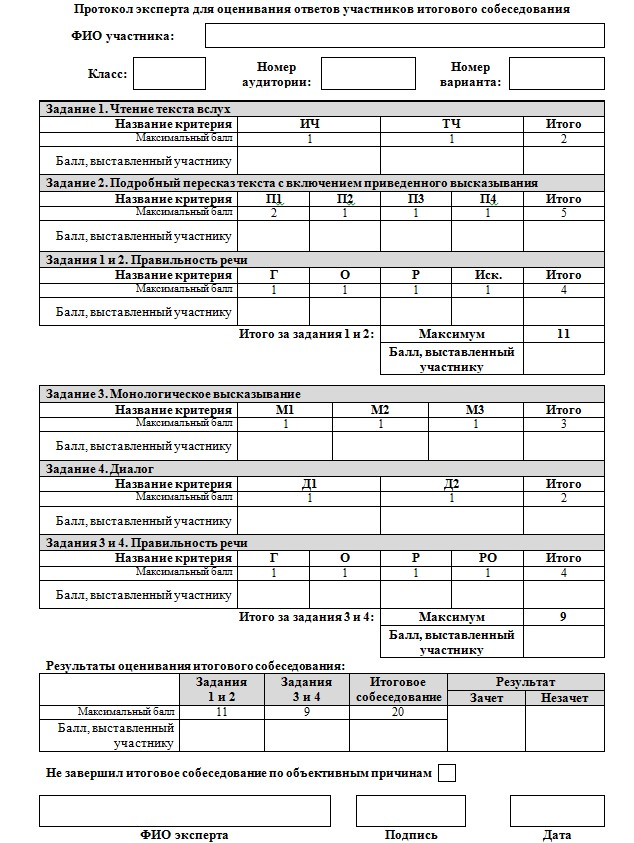 Протокол эксперта для оценивания ответов участников итогового собеседования
ФИО участника:
Класс: Номер аудитории: Номер варианта:
Задание 1. Чтение текста вслух
Название критерия ИЧ ТЧ Итого
Максимальный балл 1 1 2
Балл, выставленный участнику
Задание 2. Подробный пересказ текста с включением приведенного высказывания
Название критерия П1 П2 П3 П4 Итого
Максимальный балл 2 1 1 1 5
Балл, выставленный участнику
Задания 1 и 2. Правильность речи
Название критерия Г О Р Иск. Итого
Максимальный балл 1 1 1 1 4
Балл, выставленный участнику
Итого за задания 1 и 2: Максимум 11
Балл, выставленный
участнику
Задание 3. Монологическое высказывание
Название критерия М1 М2 М3 Итого
Максимальный балл 1 1 1 3
Балл, выставленный участнику
Задание 4. Диалог
Название критерия Д1 Д2 Итого
Максимальный балл 1 1 2
Балл, выставленный участнику
Задания 3 и 4. Правильность речи
Название критерия Г О Р РО Итого
Максимальный балл 1 1 1 1 4
Балл, выставленный участнику
Итого за задания 3 и 4: Максимум 9
Балл, выставленный
участнику
Результаты оценивания итогового собеседования:
Задания 1 и 2 Задания 3 и 4 Итоговое собеседование Результат
Зачет Незачет
Максимальный балл 11 9 20
Балл, выставленный
участнику
Не завершил итоговое собеседование по объективным причинам
ФИО эксперта Подпись Дата